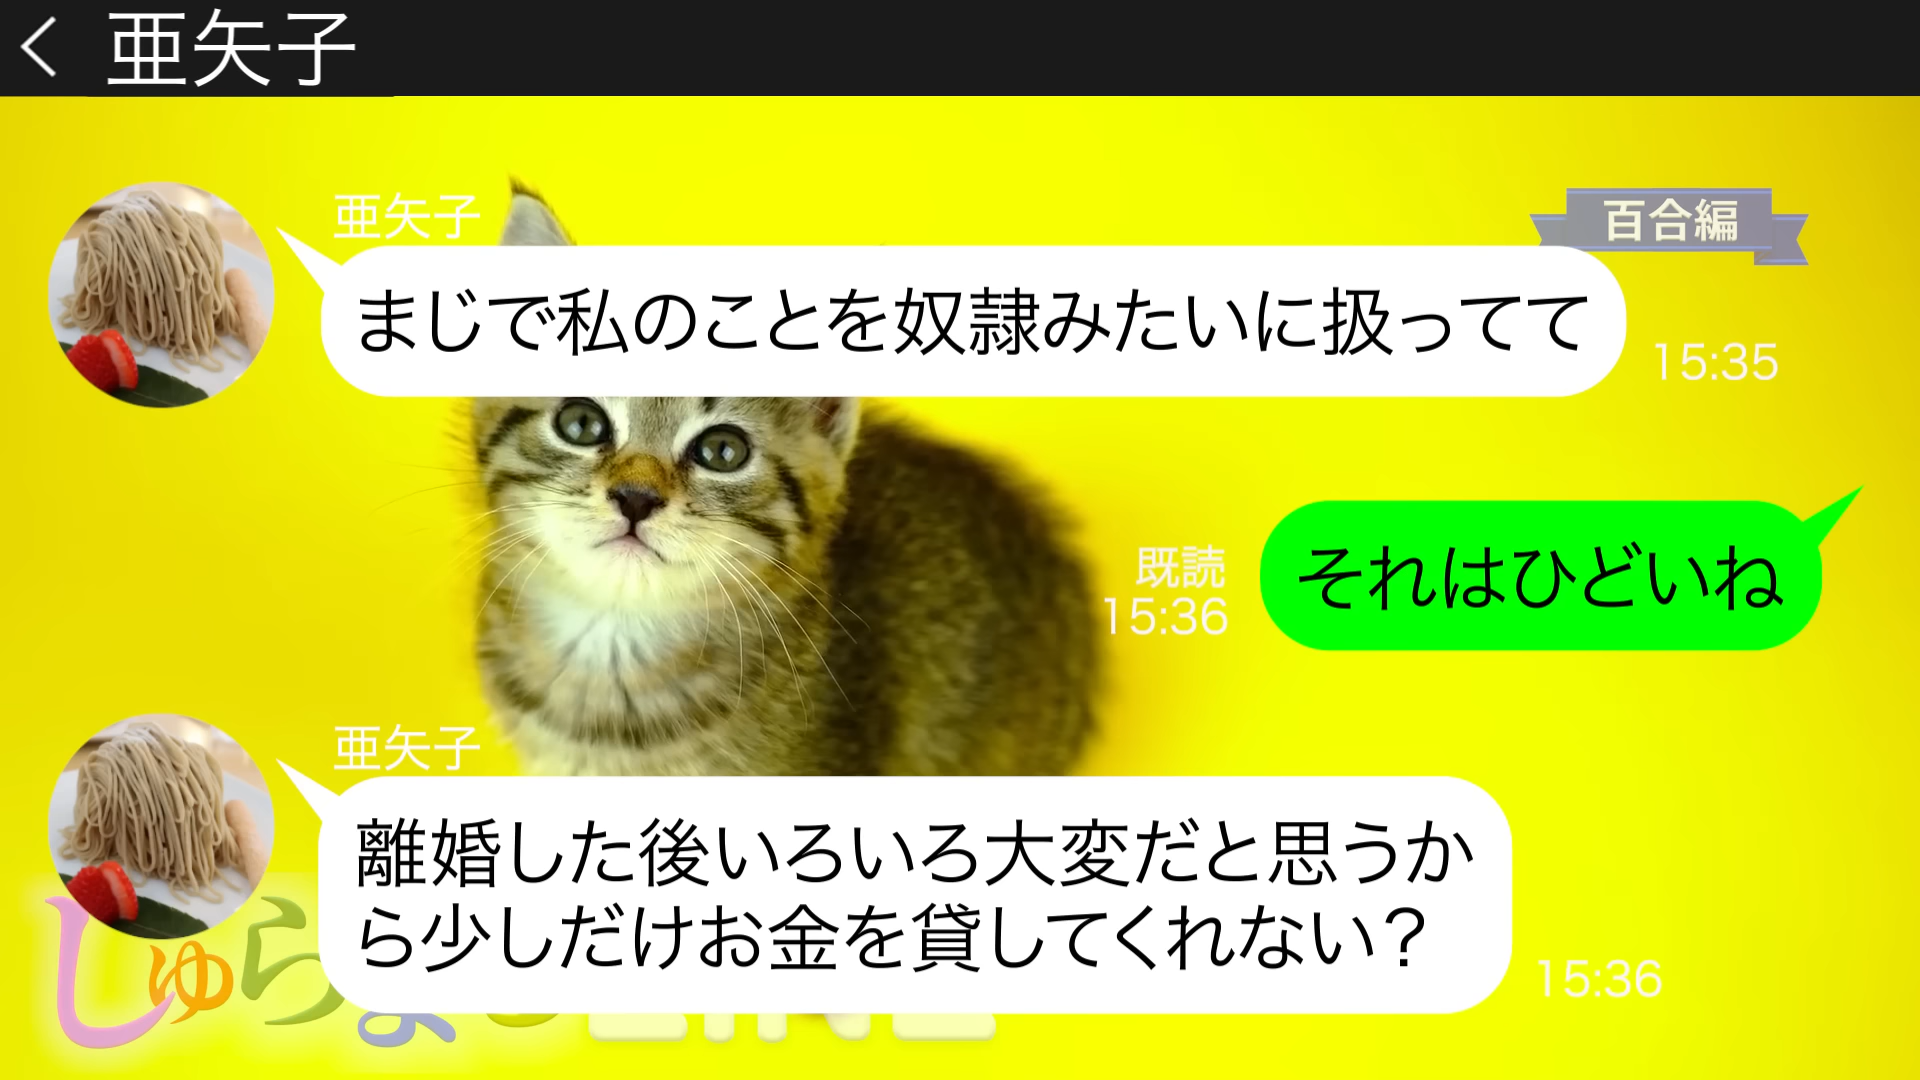 亜矢子
亜矢子
百合編
まじで私のことを奴隷みたいに扱ってて
15:35
それはひどいね
既読
15:36
亜矢子
離婚した後いろいろ大変だと思うか
ら少しだけお金を貸してくれない？
15:36
しゅら
LINE